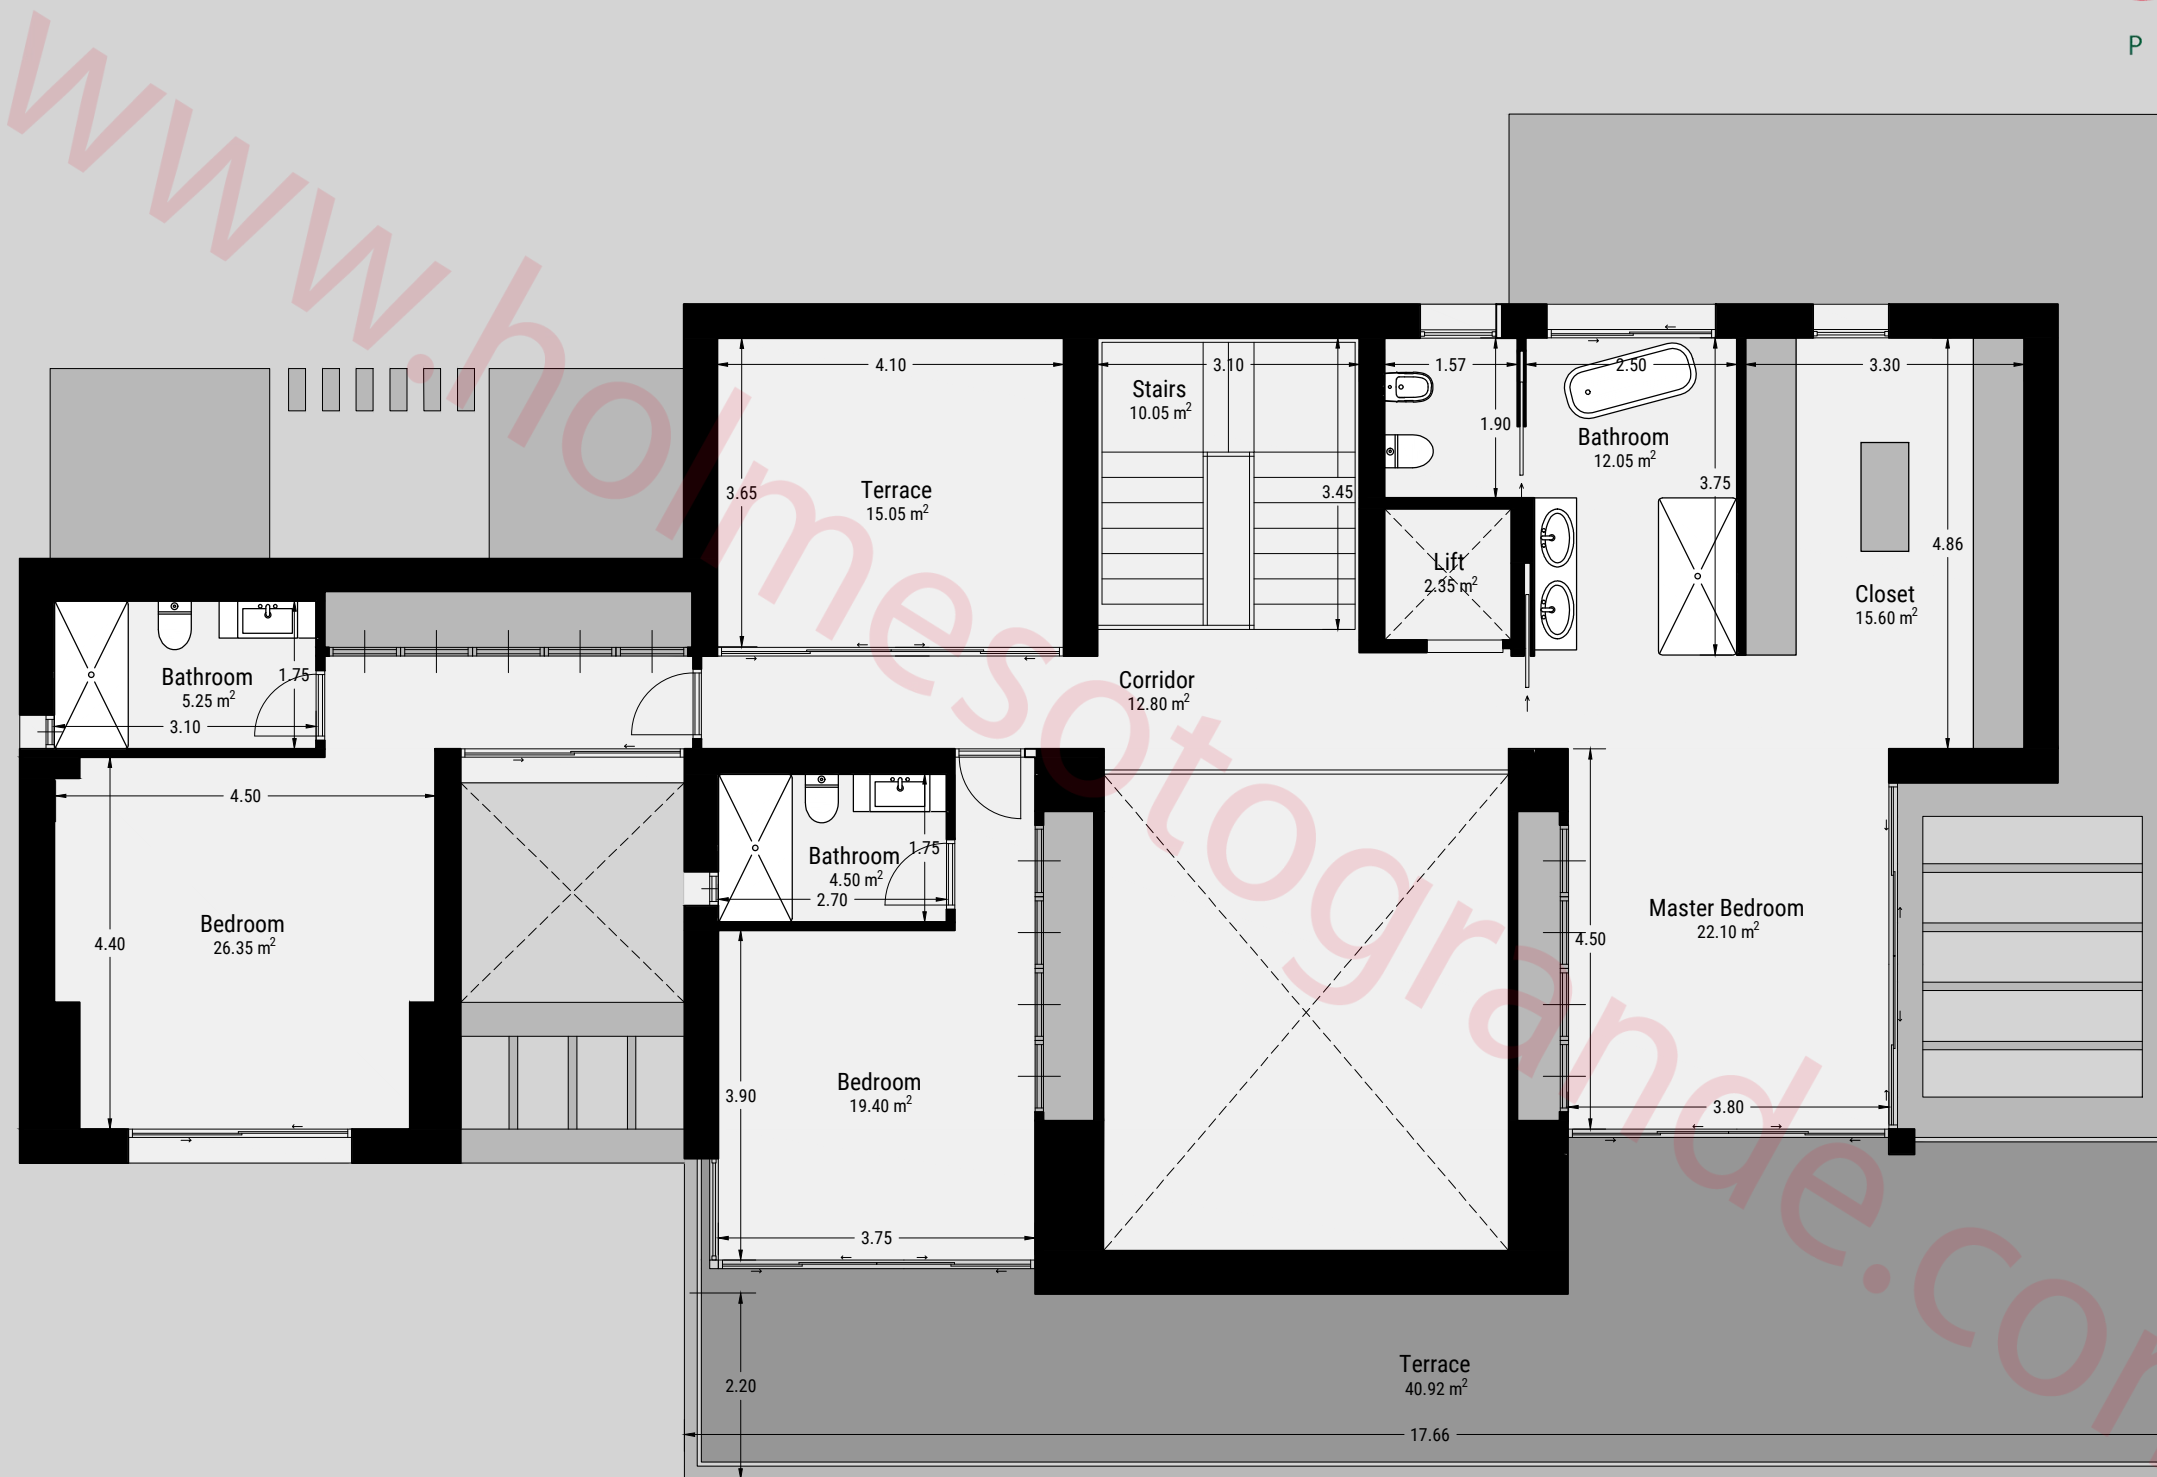 P
www.holmesotogrande.com
4.10
3.10
1.57
2.50
3.30
Stairs
10.05 m²
1.90
Bathroom
12.05 m²
3.65
Terrace
15.05 m²
3.45
3.75
4.86
Lift
2.35 m²
Closet
15.60 m²
Bathroom
5.25 m²
1.75
3.10
Corridor
12.80 m²
4.50
Bathroom
4.50 m²
1.75
2.70
Bedroom
26.35 m²
4.40
Master Bedroom
22.10 m²
4.50
Bedroom
19.40 m²
3.90
3.80
3.75
Terrace
40.92 m²
2.20
17.66